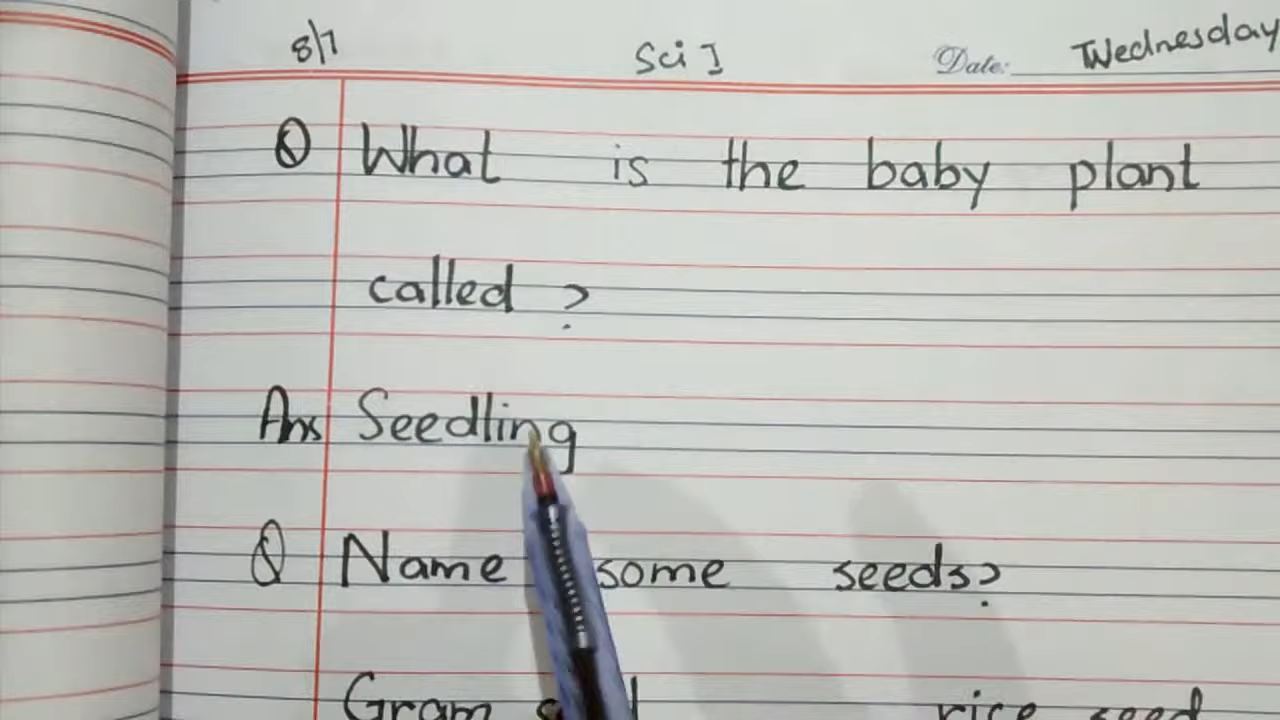 8/7 Sci I Date: Wednesday
Q What is the baby plant
called ?
Ans Seedling
Q Name some seeds?
Gram rice seed